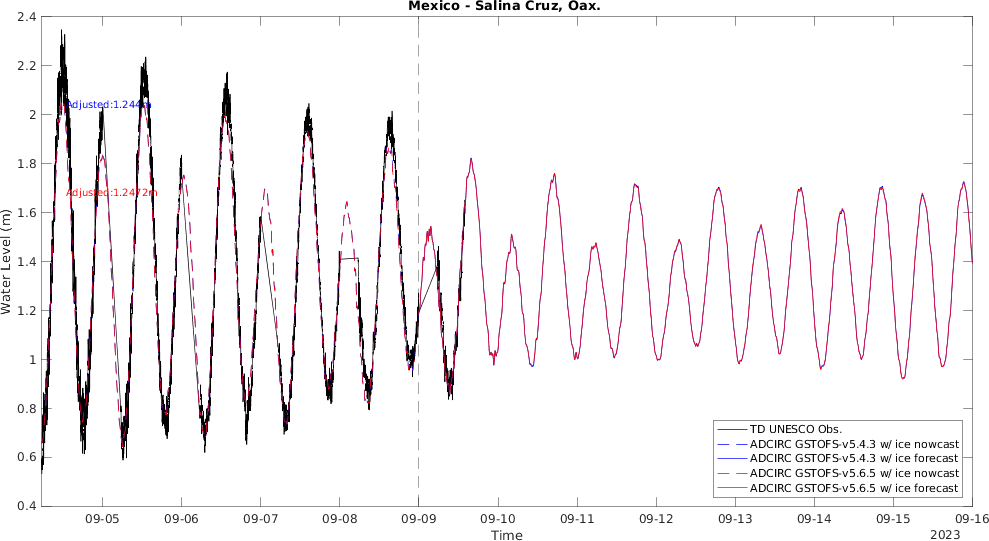 Mexico - Salina Cruz, Oax.
2.4
2.2
2
1.8
1.6
1.4
1.2
1
0.8
0.6
0.4
Water Level (m)
Adjusted:1.244m
Adjusted:1.2472m
TD UNESCO Obs.
ADCIRC GSTOFS-v5.4.3 w/ ice nowcast
ADCIRC GSTOFS-v5.4.3 w/ ice forecast
ADCIRC GSTOFS-v5.6.5 w/ ice nowcast
ADCIRC GSTOFS-v5.6.5 w/ ice forecast
09-05 09-06 09-07 09-08 09-09 09-10 09-11 09-12 09-13 09-14 09-15 09-16
Time
2023